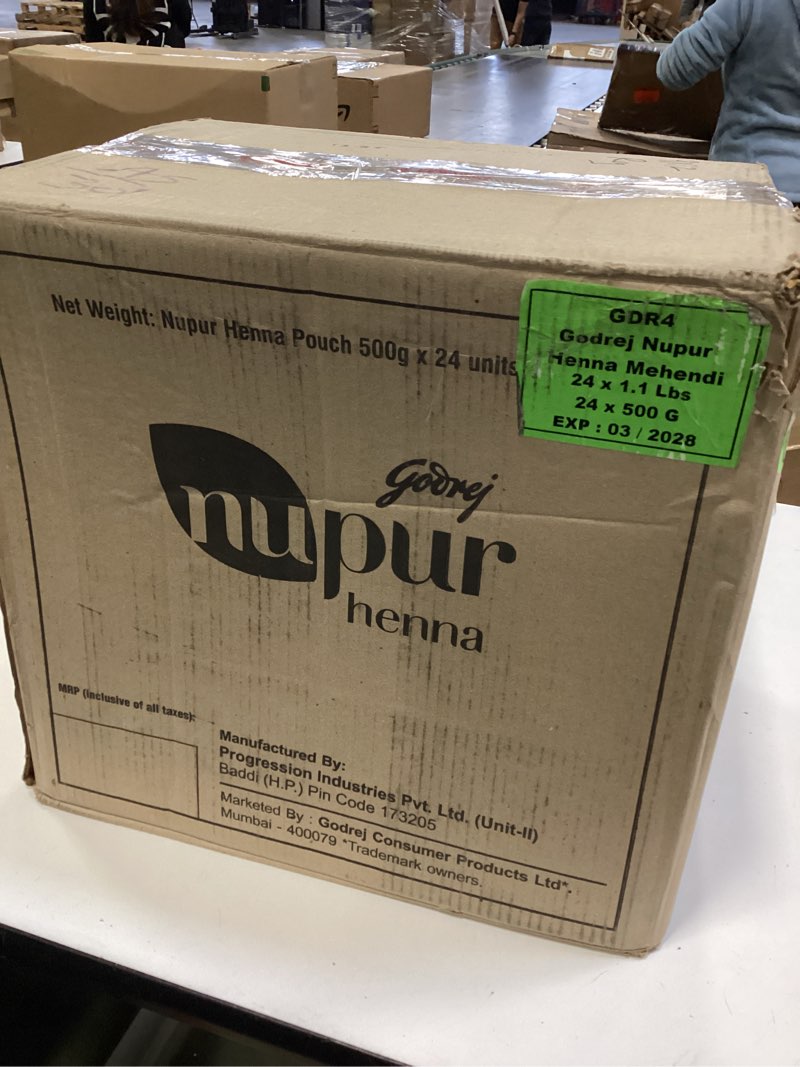 Net Weight: Nupur Henna Pouch 500g x 24 units
GDR4
Godrej Nupur
Henna Mehendi
24 x 1.1 Lbs
24 x 500 G
EXP : 03 / 2028
Godrej
nupur
henna
MRP (inclusive of all taxes):
Manufactured By:
Progression Industries Pvt. Ltd. (Unit-II)
Baddi (H.P.) Pin Code 173205
Marketed By : Godrej Consumer Products Ltd*.
Mumbai - 400079 *Trademark owners.